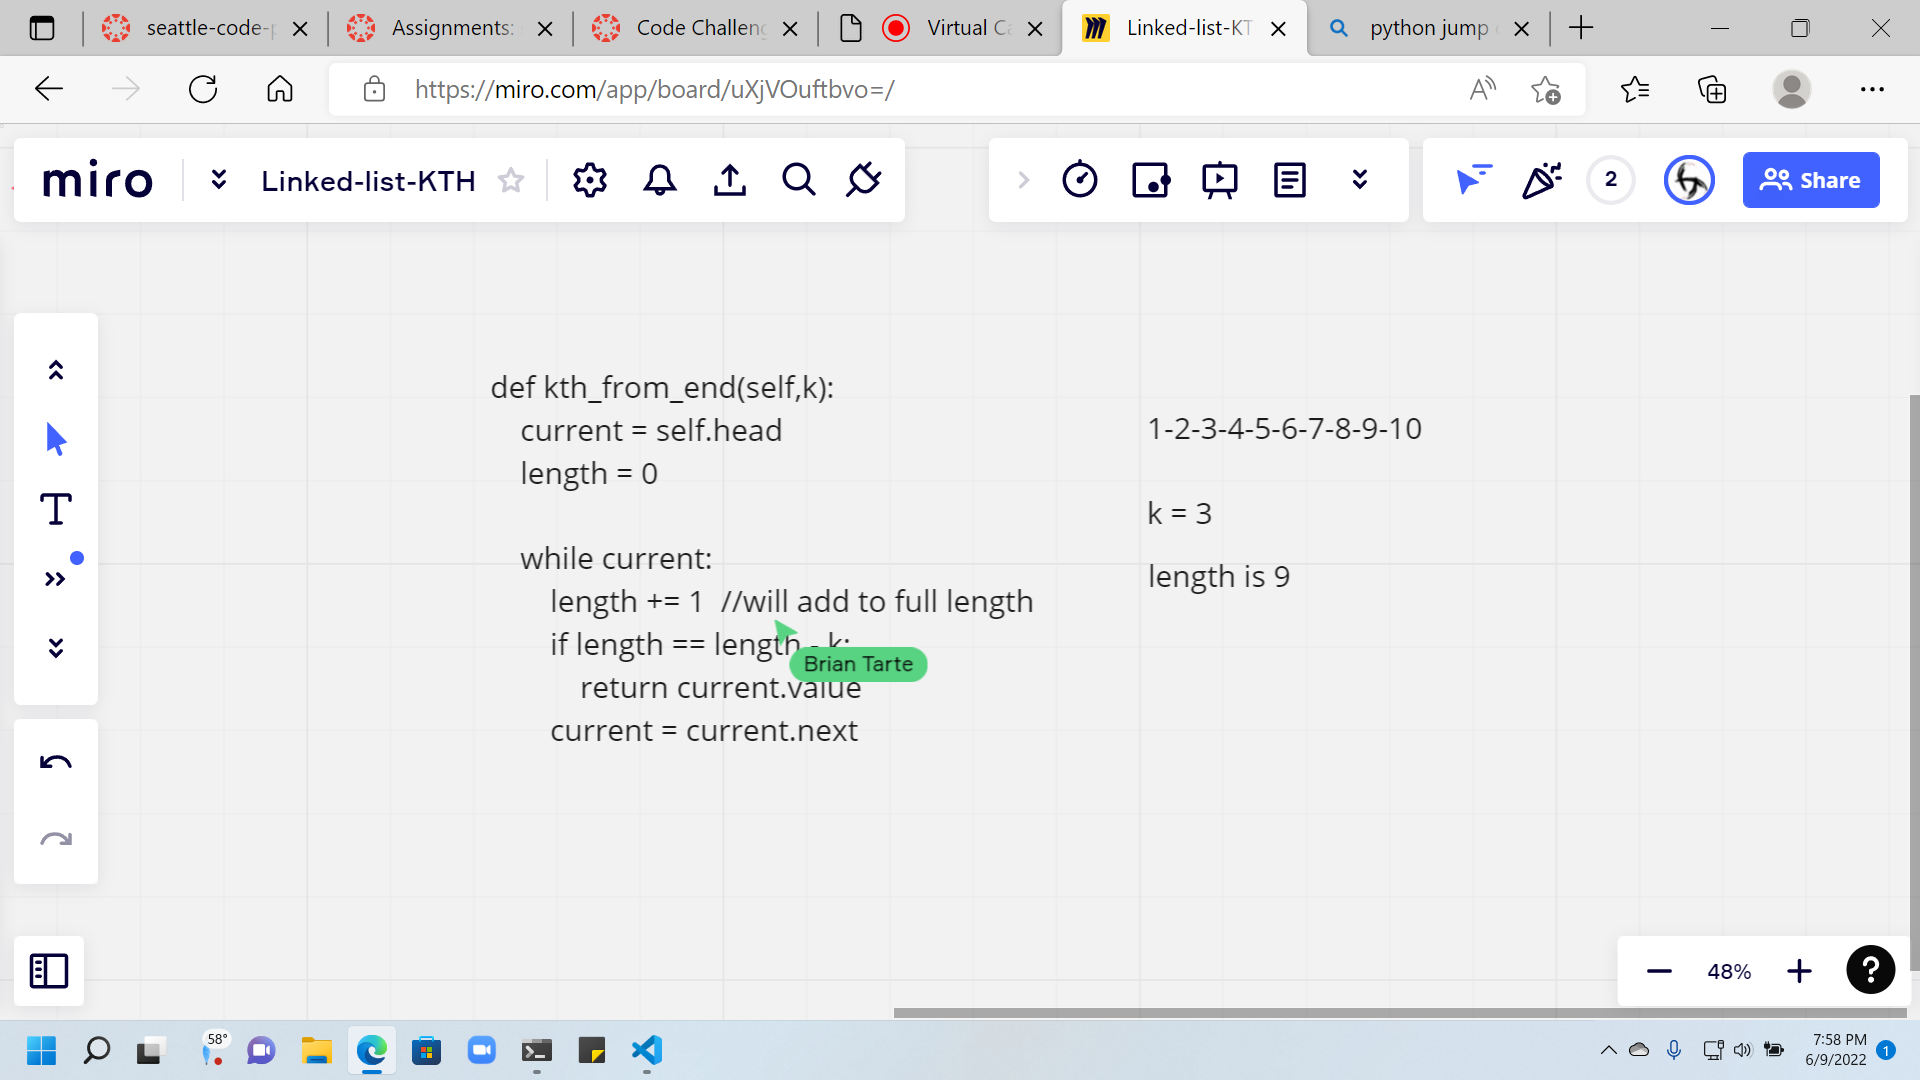 seattle-code-p
Assignments:
Code Challeng
Virtual Ca
Linked-list-KT
python jump
https://miro.com/app/board/uXjVOuftbvo=/
miro
Linked-list-KTH
2
Share
def kth_from_end(self,k):
current = self.head
length = 0
while current:
length += 1 //will add to full length
if length == length - k:
Brian Tarte
return current.value
current = current.next
1-2-3-4-5-6-7-8-9-10
k = 3
length is 9
48%
?
58°
7:58 PM
6/9/2022
1